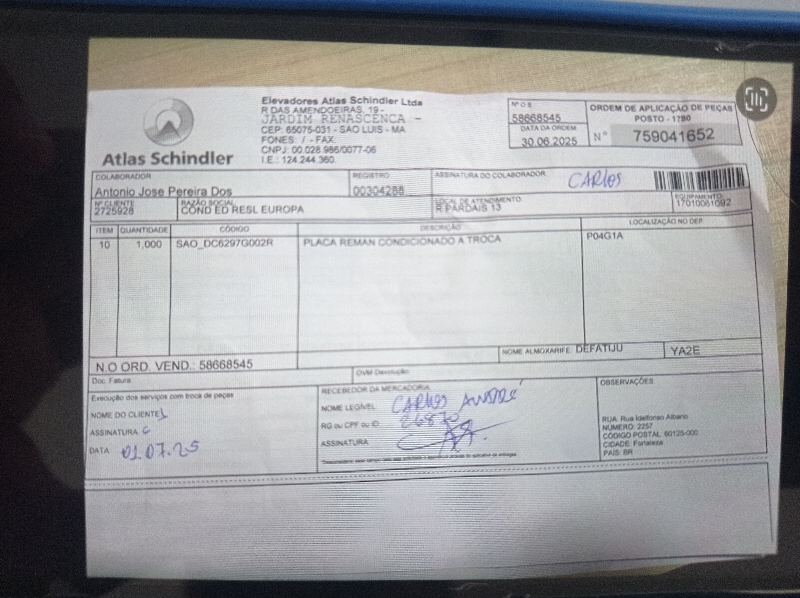 Atlas Schindler
Elevadores Atlas Schindler Ltda
R DAS AMENDOEIRAS, 19 -
JARDIM RENASCENCA -
CEP: 65075-031 - SAO LUIS - MA
FONES: / - FAX:
CNPJ: 00.028.986/0077-06
I.E.: 124.244.360.
Nº O.S
58668545
DATA DA ORDEM
30.06.2025
ORDEM DE APLICAÇÃO DE PEÇAS
POSTO - 1780
N° 759041652
COLABORADOR
Antonio Jose Pereira Dos
REGISTRO
00304288
ASSINATURA DO COLABORADOR
CARLOS
Nº CLIENTE
2725928
RAZÃO SOCIAL
COND ED RESL EUROPA
LOCAL DE ATENDIMENTO
R PARDAIS 13
EQUIPAMENTO
17010061092
ITEM QUANTIDADE CÓDIGO DESCRIÇÃO LOCALIZAÇÃO NO DEP.
10 1,000 SAO_DC6297G002R PLACA REMAN CONDICIONADO A TROCA P04G1A
NOME ALMOXARIFE: DEFATIJU YA2E
N.O ORD. VEND.: 58668545
Doc. Fatura
OVM Devolução
Execução dos serviços com troca de peças
NOME DO CLIENTE
ASSINATURA
DATA 01.07.25
RECEBEDOR DA MERCADORIA
NOME LEGÍVEL CARLOS ANDRÉ
RG ou CPF ou ID:
ASSINATURA
OBSERVAÇÕES
RUA: Rua Ildefonso Albano
NÚMERO: 2257
CÓDIGO POSTAL: 60125-000
CIDADE: Fortaleza
PAÍS: BR